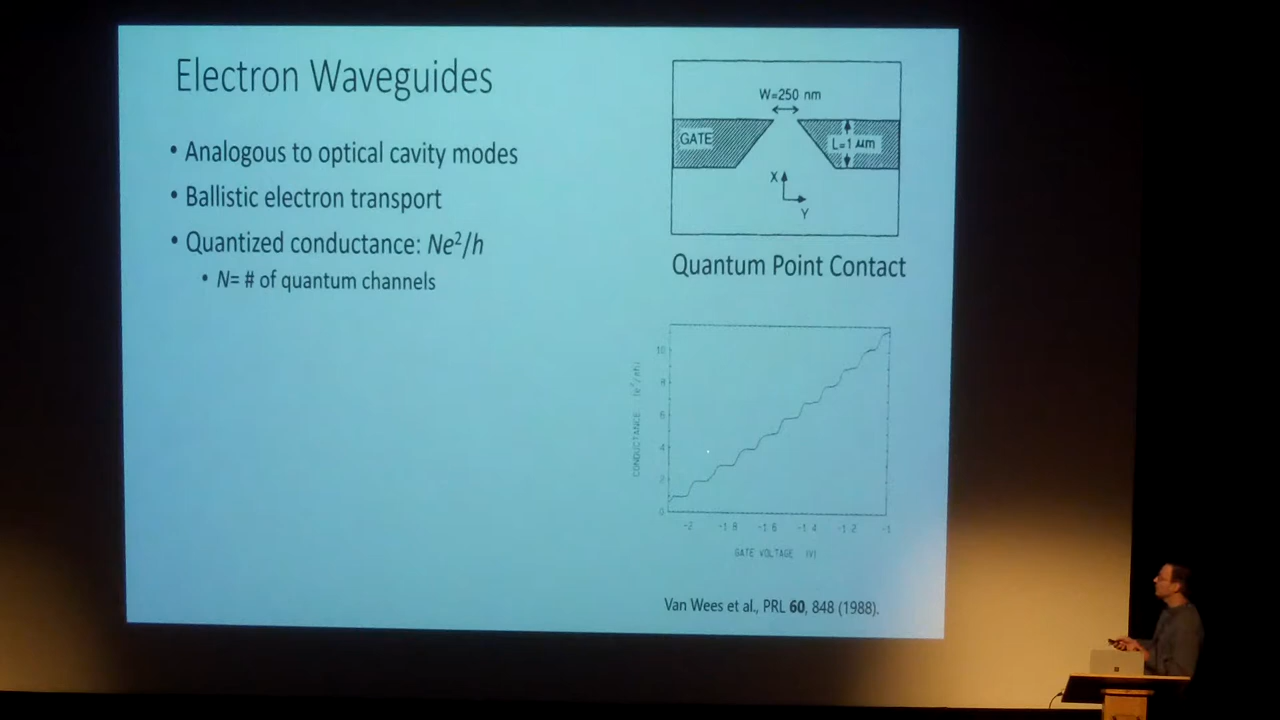 Electron Waveguides
• Analogous to optical cavity modes
• Ballistic electron transport
• Quantized conductance: Ne²/h
• N= # of quantum channels
W=250 nm
GATE
L=1 μm
X
Y
Quantum Point Contact
10
8
6
4
2
0
CONDUCTANCE (e²/πħ)
-2 -1.8 -1.6 -1.4 -1.2 -1
GATE VOLTAGE (V)
Van Wees et al., PRL 60, 848 (1988).